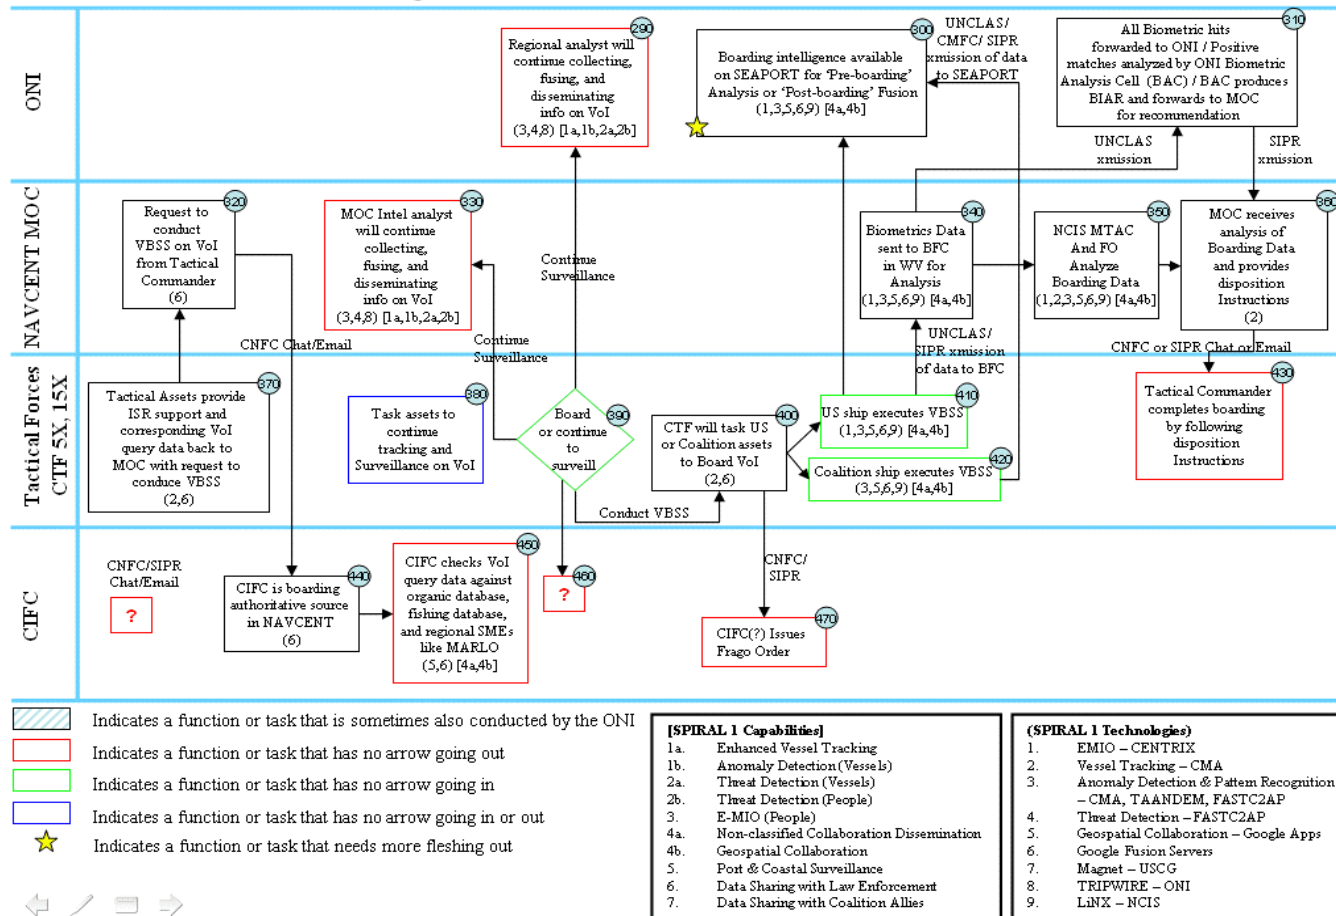 ONI
290
Regional analyst will
continue collecting,
fusing, and
disseminating
info on VoI
(3,4,8) [1a,1b,2a,2b]
300
Boarding intelligence available
on SEAPORT for 'Pre-boarding'
Analysis or 'Post-boarding' Fusion
(1,3,5,6,9) [4a,4b]
UNCLAS/
CMFC/ SIPR
xmission of data
to SEAPORT
310
All Biometric hits
forwarded to ONI / Positive
matches analyzed by ONI Biometric
Analysis Cell (BAC) / BAC produces
BIAR and forwards to MOC
for recommendation
UNCLAS
xmission
SIPR
xmission
NAVCENT MOC
320
Request to
conduct
VBSS on VoI
from Tactical
Commander
(6)
330
MOC Intel analyst
will continue
collecting,
fusing, and
disseminating
info on VoI
(3,4,8) [1a,1b,2a,2b]
Continue
Surveillance
340
Biometrics Data
sent to BFC
in WV for
Analysis
(1,3,5,6,9) [4a,4b]
350
NCIS MTAC
And FO
Analyze
Boarding Data
(1,2,3,5,6,9) [4a,4b]
360
MOC receives
analysis of
Boarding Data
and provides
disposition
Instructions
(2)
CNFC Chat/Email
Continue
Surveillance
UNCLAS/
SIPR xmission
of data to BFC
CNFC or SIPR Chat or Email
Tactical Forces
CTF 5X, 15X
370
Tactical Assets provide
ISR support and
corresponding VoI
query data back to
MOC with request to
conduce VBSS
(2,6)
380
Task assets to
continue
tracking and
Surveillance on VoI
390
Board
or continue
to
surveill
400
CTF will task US
or Coalition assets
to Board VoI
(2,6)
410
US ship executes VBSS
(1,3,5,6,9) [4a,4b]
420
Coalition ship executes VBSS
(3,5,6,9) [4a,4b]
430
Tactical Commander
completes boarding
by following
disposition
Instructions
Conduct VBSS
CIFC
CNFC/SIPR
Chat/Email
?
440
CIFC is boarding
authoritative source
in NAVCENT
(6)
450
CIFC checks VoI
query data against
organic database,
fishing database,
and regional SMEs
like MARLO
(5,6) [4a,4b]
460
?
CNFC/
SIPR
470
CIFC(?) Issues
Frago Order
Indicates a function or task that is sometimes also conducted by the ONI
Indicates a function or task that has no arrow going out
Indicates a function or task that has no arrow going in
Indicates a function or task that has no arrow going in or out
Indicates a function or task that needs more fleshing out
[SPIRAL 1 Capabilities]
1a. Enhanced Vessel Tracking
1b. Anomaly Detection (Vessels)
2a. Threat Detection (Vessels)
2b. Threat Detection (People)
3. E-MIO (People)
4a. Non-classified Collaboration Dissemination
4b. Geospatial Collaboration
5. Port & Coastal Surveillance
6. Data Sharing with Law Enforcement
7. Data Sharing with Coalition Allies
(SPIRAL 1 Technologies)
1. EMIO – CENTRIX
2. Vessel Tracking – CMA
3. Anomaly Detection & Pattern Recognition
– CMA, TAANDEM, FASTC2AP
4. Threat Detection – FASTC2AP
5. Geospatial Collaboration – Google Apps
6. Google Fusion Servers
7. Magnet – USCG
8. TRIPWIRE – ONI
9. LiNX – NCIS